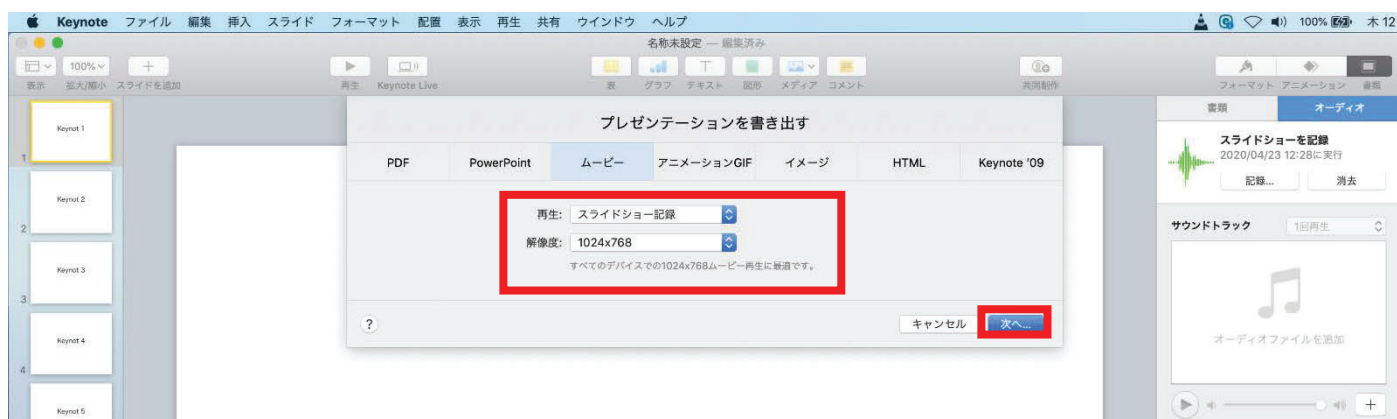 Keynote ファイル 編集 挿入 スライド フォーマット 配置 表示 再生 共有 ウインドウ ヘルプ 100% 木12
名称未設定 — 編集済み
100% 
表示 拡大/縮小 スライドを追加 再生 Keynote Live 表 グラフ テキスト 図形 メディア コメント 共同制作 フォーマット アニメーション 書類
書類 オーディオ
プレゼンテーションを書き出す
PDF PowerPoint ムービー アニメーションGIF イメージ HTML Keynote '09
再生: スライドショー記録
解像度: 1024x768
すべてのデバイスでの1024x768ムービー再生に最適です。
? キャンセル 次へ...
スライドショーを記録
2020/04/23 12:28に実行
記録... 消去
サウンドトラック 1回再生
オーディオファイルを追加
Keynot 1
1
Keynot 2
2
Keynot 3
3
Keynot 4
4
Keynot 5